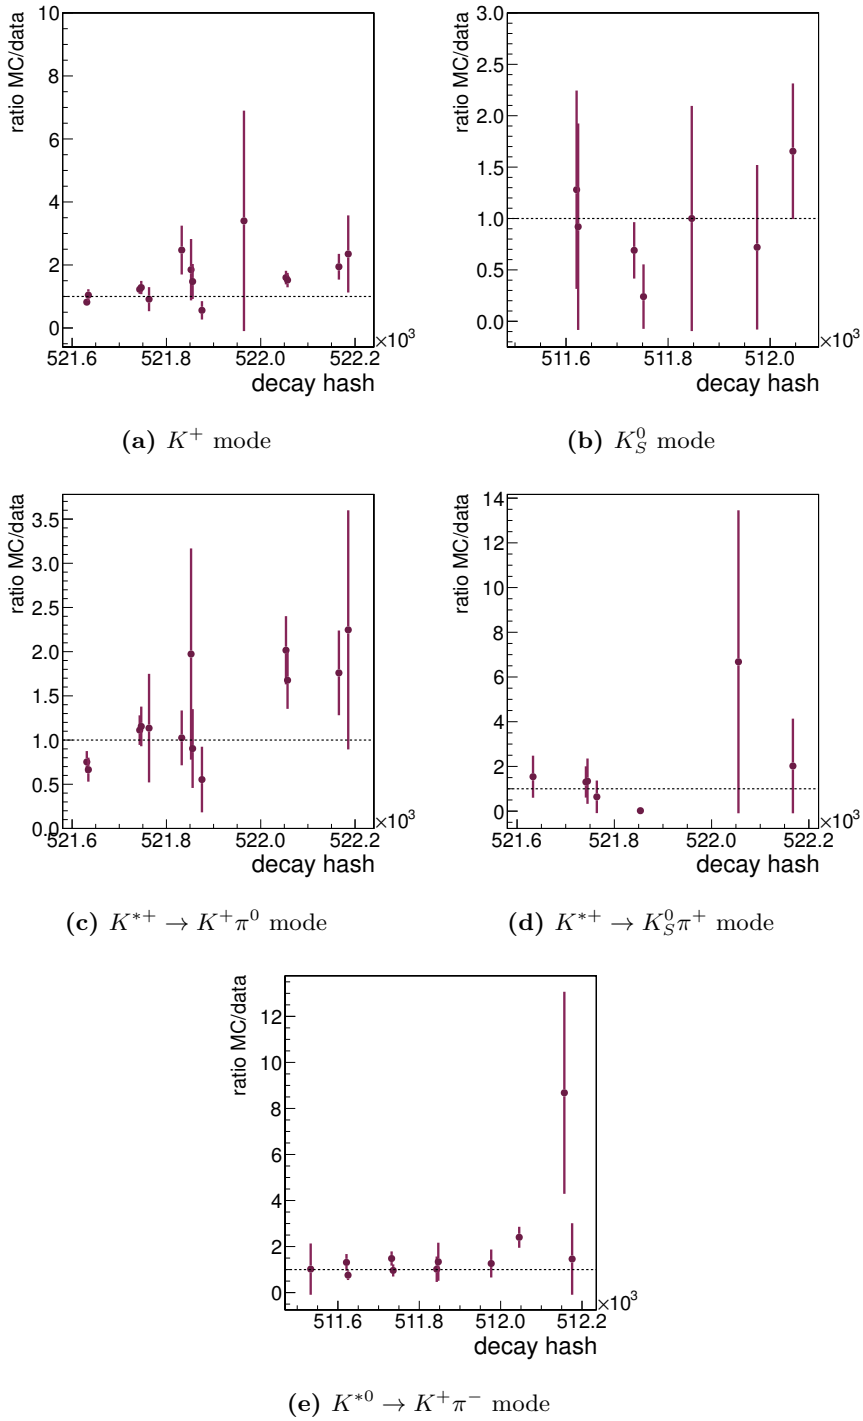 ratio MC/data
10
8
6
4
2
0
521.6 521.8 522.0 522.2
×10³
decay hash
(a) K⁺ mode
ratio MC/data
3.0
2.5
2.0
1.5
1.0
0.5
0.0
511.6 511.8 512.0
×10³
decay hash
(b) K⁰_S mode
ratio MC/data
3.5
3.0
2.5
2.0
1.5
1.0
0.5
0.0
521.6 521.8 522.0 522.2
×10³
decay hash
(c) K*⁺ → K⁺π⁰ mode
ratio MC/data
14
12
10
8
6
4
2
0
521.6 521.8 522.0 522.2
×10³
decay hash
(d) K*⁺ → K⁰_Sπ⁺ mode
ratio MC/data
12
10
8
6
4
2
0
511.6 511.8 512.0 512.2
×10³
decay hash
(e) K*⁰ → K⁺π⁻ mode